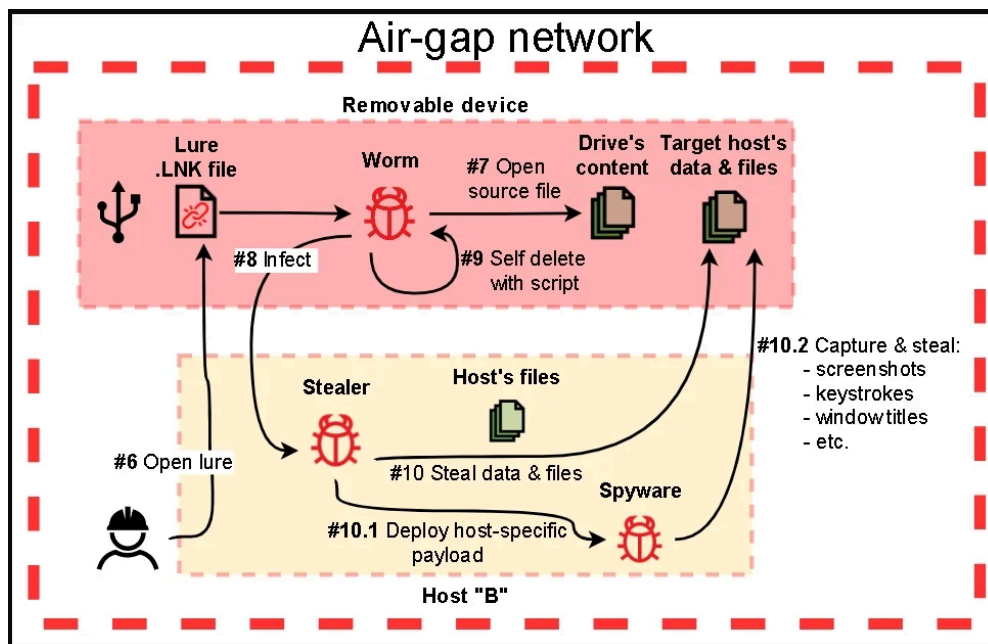 Air-gap network
Removable device
Lure
.LNK file
Worm
#7 Open
source file
Drive's
content
Target host's
data & files
#8 Infect
#9 Self delete
with script
#10.2 Capture & steal:
- screenshots
- keystrokes
- window titles
- etc.
Stealer
Host's files
#6 Open lure
#10 Steal data & files
Spyware
#10.1 Deploy host-specific
payload
Host "B"